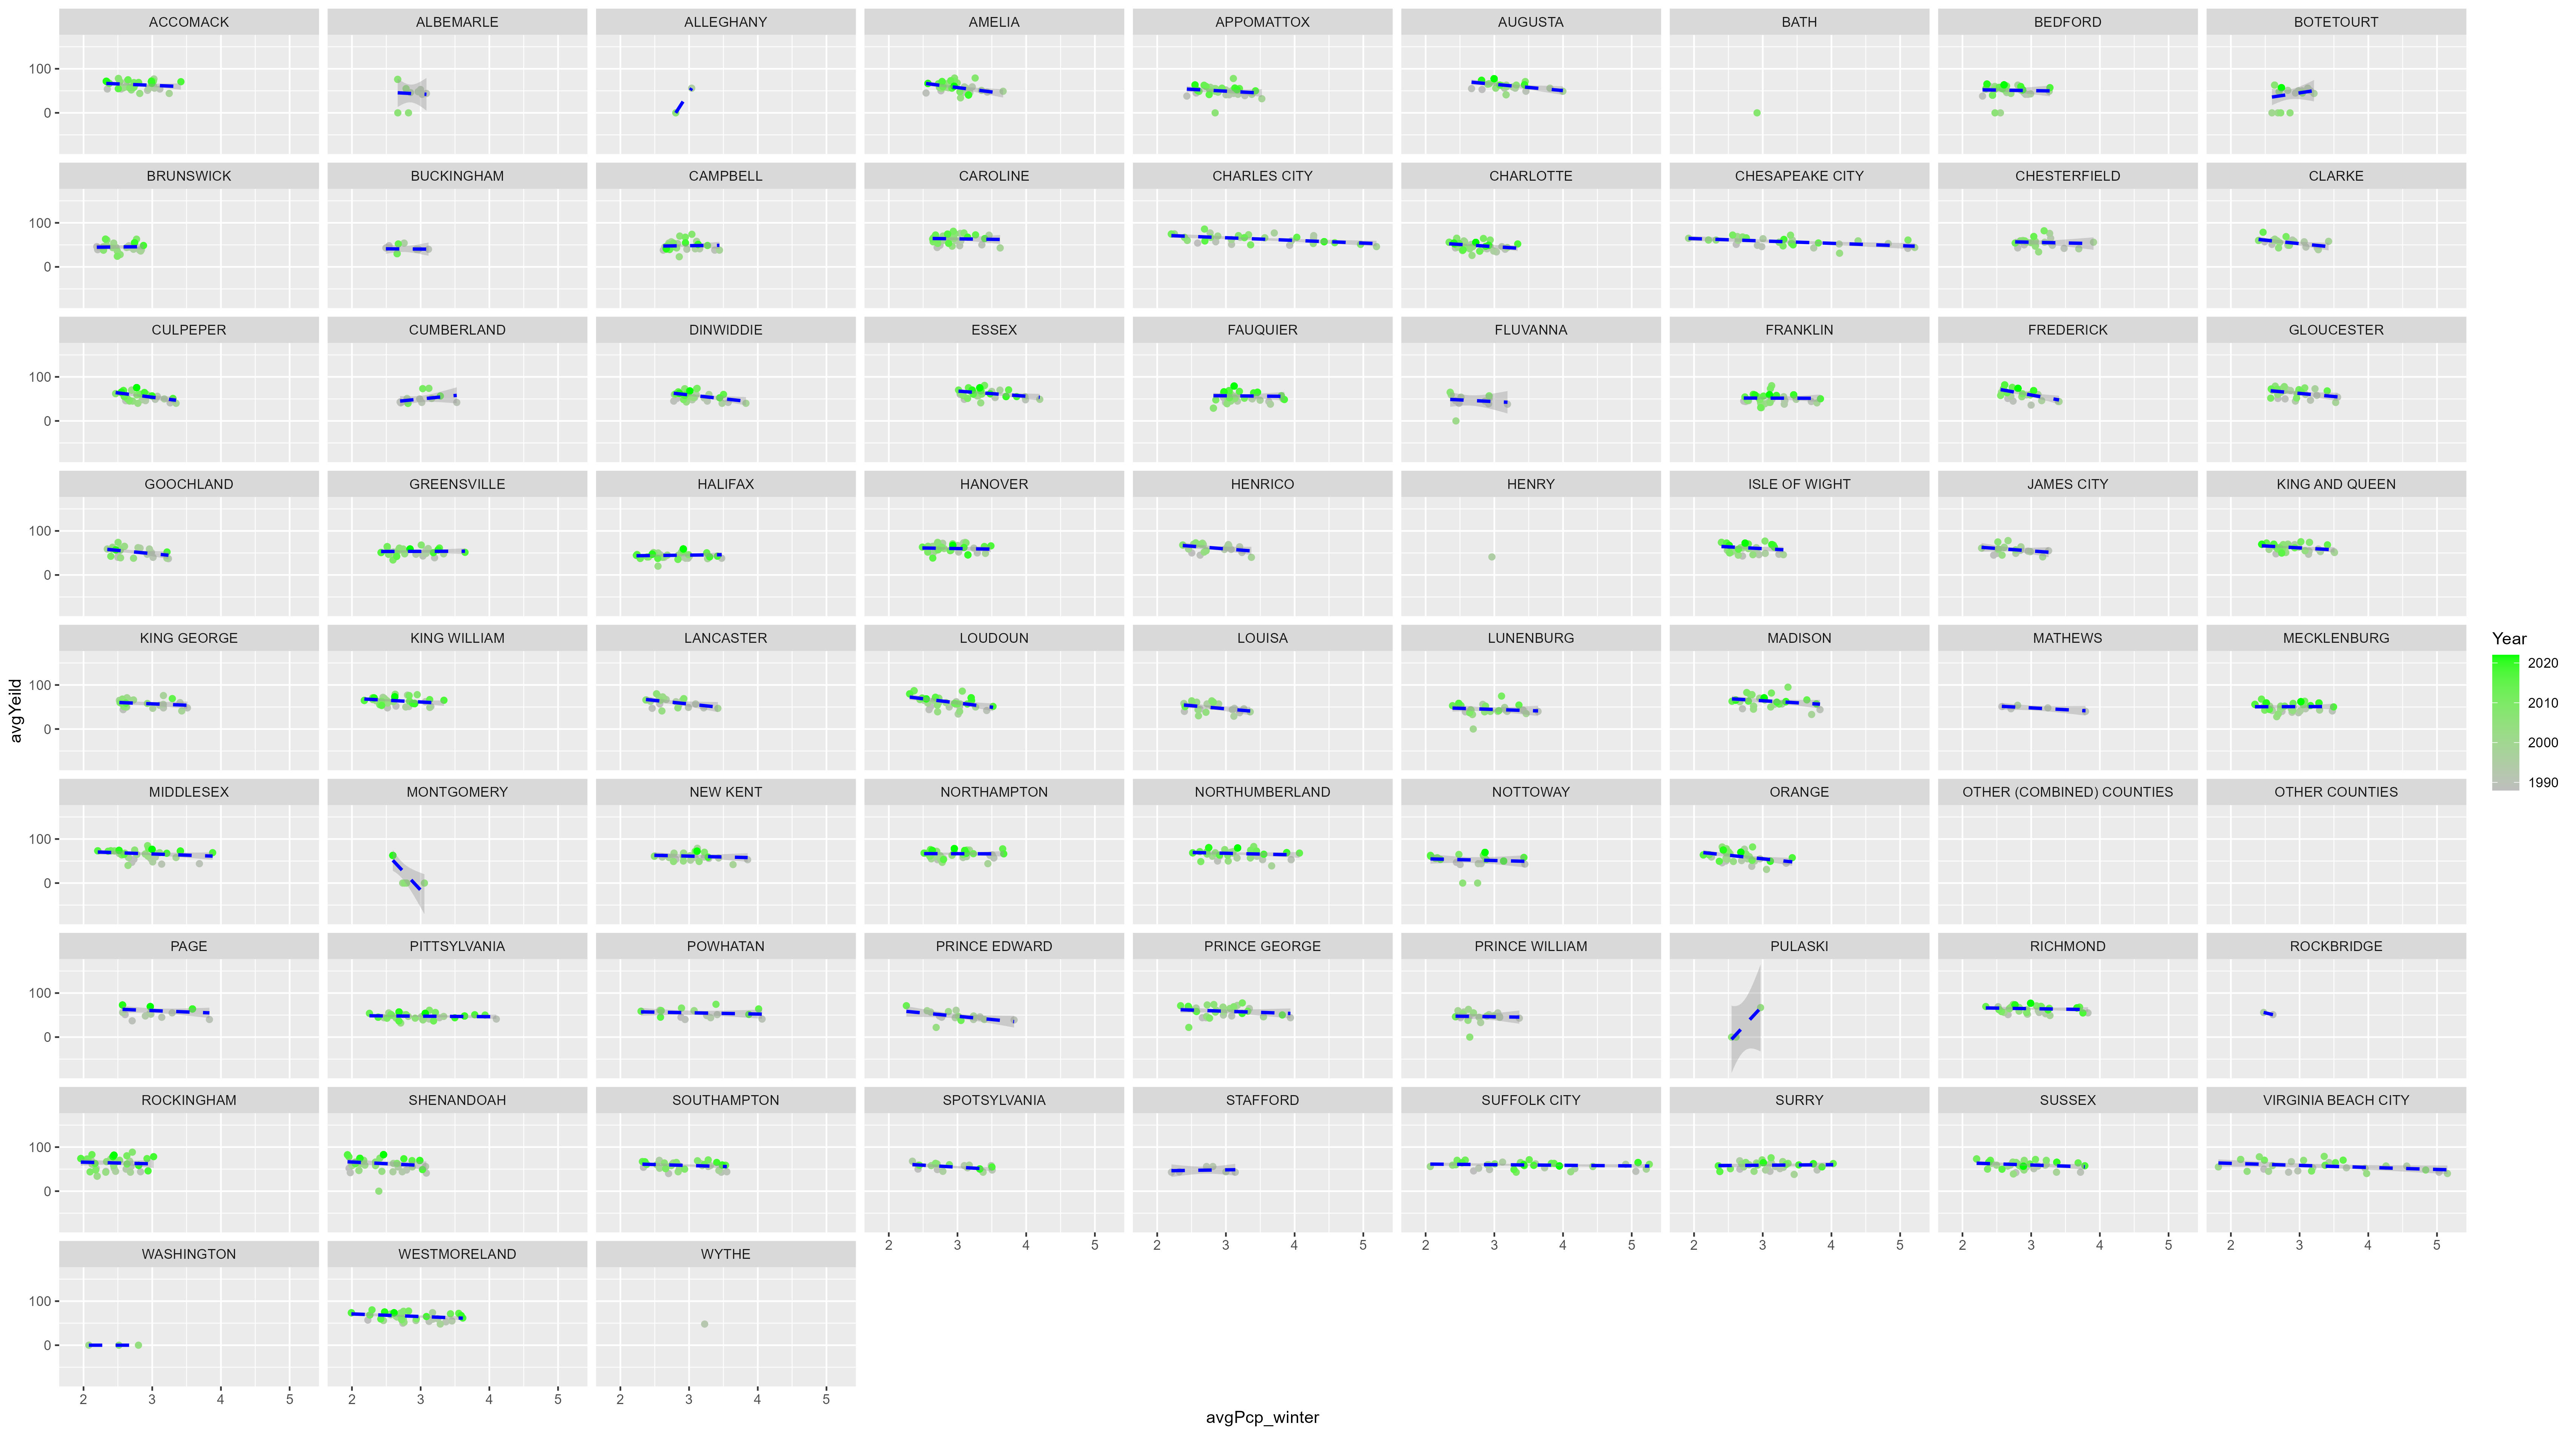 ACCOMACK ALBEMARLE ALLEGHANY AMELIA APPOMATTOX AUGUSTA BATH BEDFORD BOTETOURT
100
0
BRUNSWICK BUCKINGHAM CAMPBELL CAROLINE CHARLES CITY CHARLOTTE CHESAPEAKE CITY CHESTERFIELD CLARKE
100
0
CULPEPER CUMBERLAND DINWIDDIE ESSEX FAUQUIER FLUVANNA FRANKLIN FREDERICK GLOUCESTER
100
0
GOOCHLAND GREENSVILLE HALIFAX HANOVER HENRICO HENRY ISLE OF WIGHT JAMES CITY KING AND QUEEN
100
0
KING GEORGE KING WILLIAM LANCASTER LOUDOUN LOUISA LUNENBURG MADISON MATHEWS MECKLENBURG
100
0
MIDDLESEX MONTGOMERY NEW KENT NORTHAMPTON NORTHUMBERLAND NOTTOWAY ORANGE OTHER (COMBINED) COUNTIES OTHER COUNTIES
100
0
PAGE PITTSYLVANIA POWHATAN PRINCE EDWARD PRINCE GEORGE PRINCE WILLIAM PULASKI RICHMOND ROCKBRIDGE
100
0
ROCKINGHAM SHENANDOAH SOUTHAMPTON SPOTSYLVANIA STAFFORD SUFFOLK CITY SURRY SUSSEX VIRGINIA BEACH CITY
100
0
2 3 4 5 2 3 4 5 2 3 4 5 2 3 4 5 2 3 4 5 2 3 4 5
WASHINGTON WESTMORELAND WYTHE
100
0
2 3 4 5 2 3 4 5 2 3 4 5
avgPcp_winter
avgYeild
Year
2020
2010
2000
1990